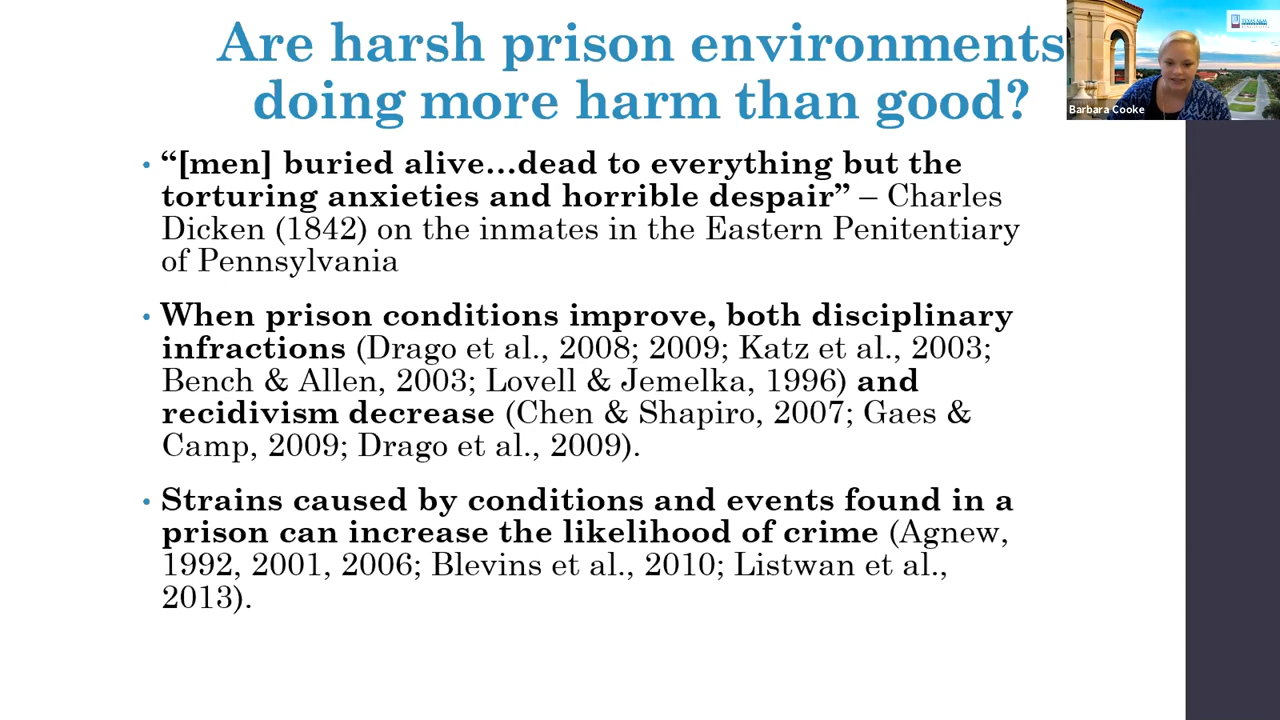 Are harsh prison environments
doing more harm than good?
Barbara Cooke
• “[men] buried alive…dead to everything but the
torturing anxieties and horrible despair” – Charles
Dicken (1842) on the inmates in the Eastern Penitentiary
of Pennsylvania
• When prison conditions improve, both disciplinary
infractions (Drago et al., 2008; 2009; Katz et al., 2003;
Bench & Allen, 2003; Lovell & Jemelka, 1996) and
recidivism decrease (Chen & Shapiro, 2007; Gaes &
Camp, 2009; Drago et al., 2009).
• Strains caused by conditions and events found in a
prison can increase the likelihood of crime (Agnew,
1992, 2001, 2006; Blevins et al., 2010; Listwan et al.,
2013).